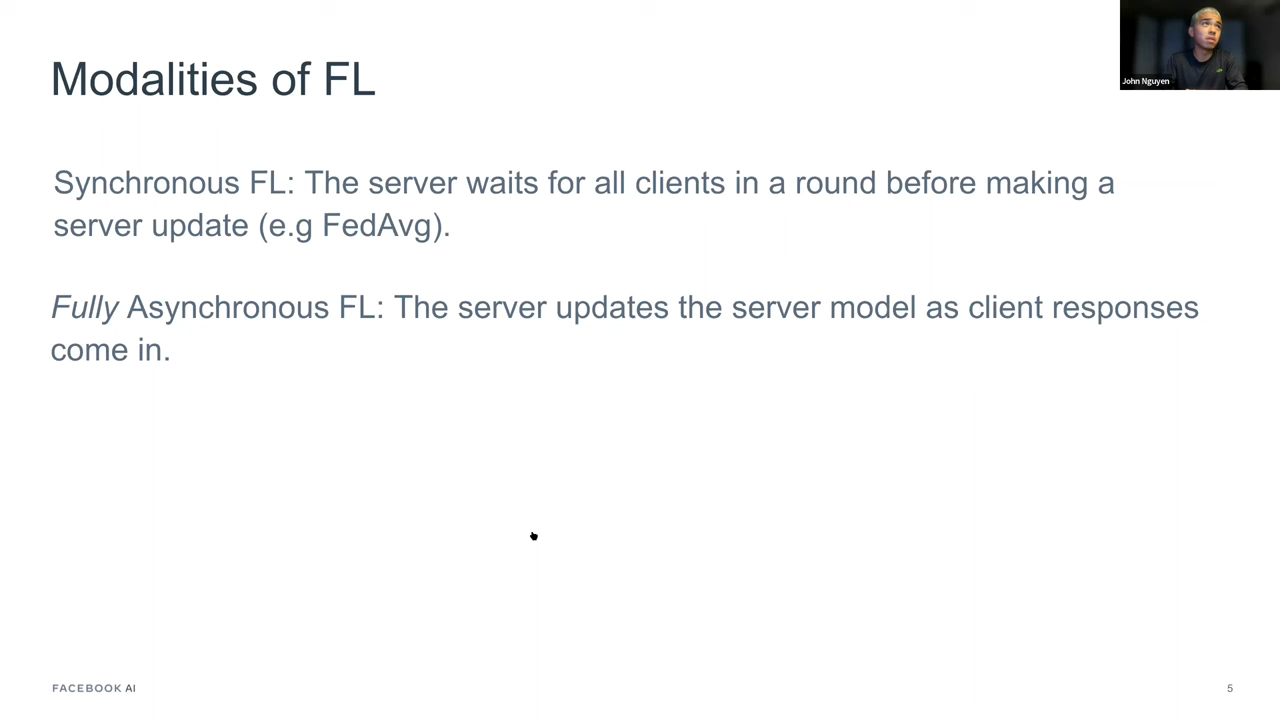 Modalities of FL
John Nguyen
Synchronous FL: The server waits for all clients in a round before making a
server update (e.g FedAvg).
Fully Asynchronous FL: The server updates the server model as client responses
come in.
FACEBOOK AI
5